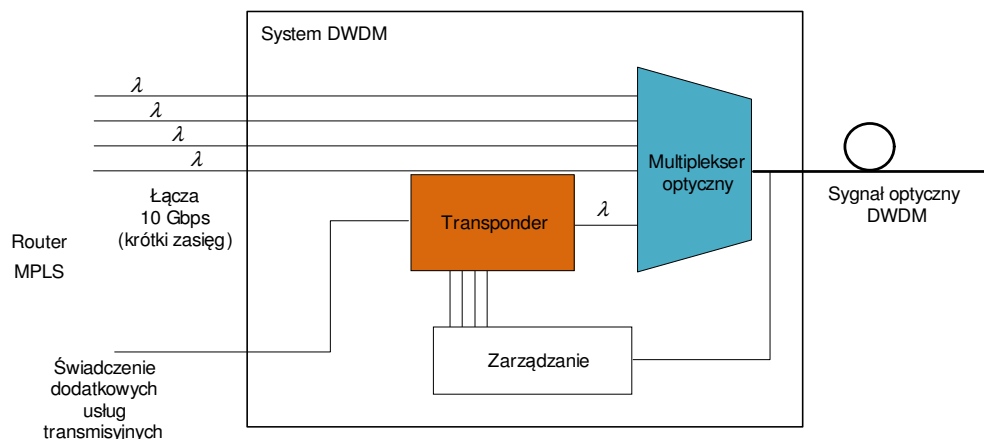 System DWDM
λ
λ
λ
λ
Łącza
10 Gbps
(krótki zasięg)
Router
MPLS
Transponder
λ
Multiplekser
optyczny
Sygnał optyczny
DWDM
Zarządzanie
Świadczenie
dodatkowych
usług
transmisyjnych